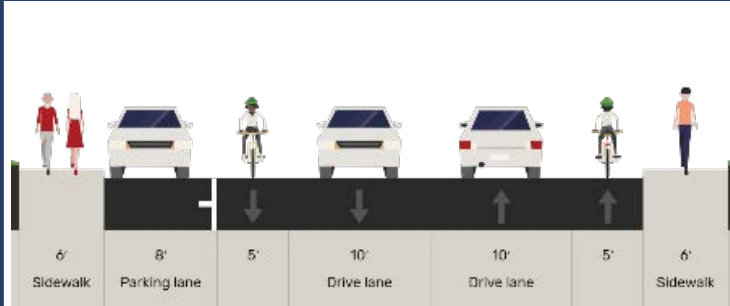 6' 8' 5' 10' 10' 5' 6'
Sidewalk Parking lane Drive lane Drive lane Sidewalk